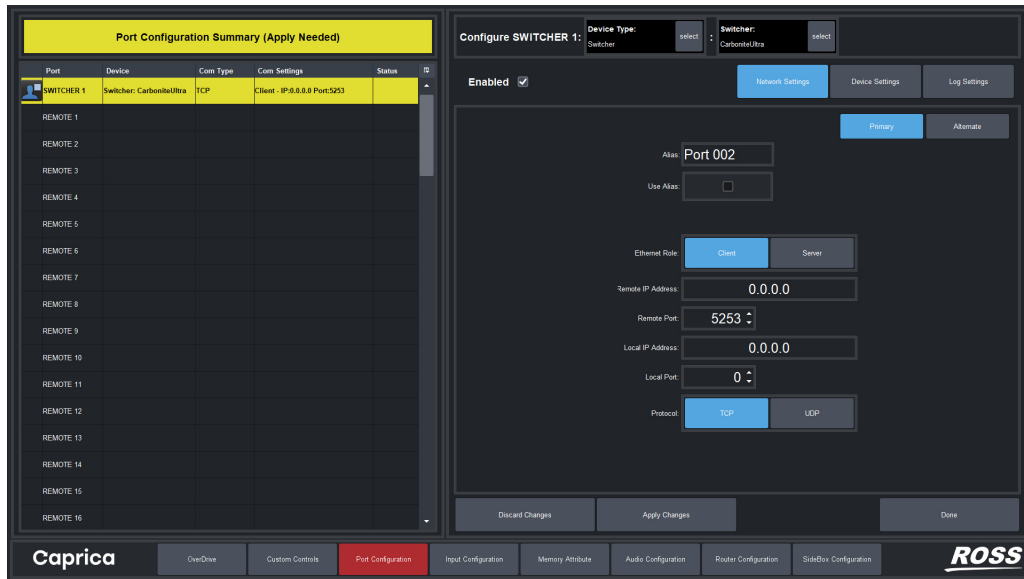 Port Configuration Summary (Apply Needed)
Port Device Com Type Com Settings Status
SWITCHER 1 Switcher: CarboniteUltra TCP Client - IP:0.0.0.0 Port:5253
REMOTE 1
REMOTE 2
REMOTE 3
REMOTE 4
REMOTE 5
REMOTE 6
REMOTE 7
REMOTE 8
REMOTE 9
REMOTE 10
REMOTE 11
REMOTE 12
REMOTE 13
REMOTE 14
REMOTE 15
REMOTE 16
Configure SWITCHER 1: Device Type: Switcher select : Switcher: CarboniteUltra select
Enabled Network Settings Device Settings Log Settings
Primary Alternate
Alias: Port 002
Use Alias:
Ethernet Role: Client Server
Remote IP Address: 0.0.0.0
Remote Port: 5253
Local IP Address: 0.0.0.0
Local Port: 0
Protocol: TCP UDP
Discard Changes Apply Changes Done
Caprica OverDrive Custom Controls Port Configuration Input Configuration Memory Attribute Audio Configuration Router Configuration SideBox Configuration ROSS